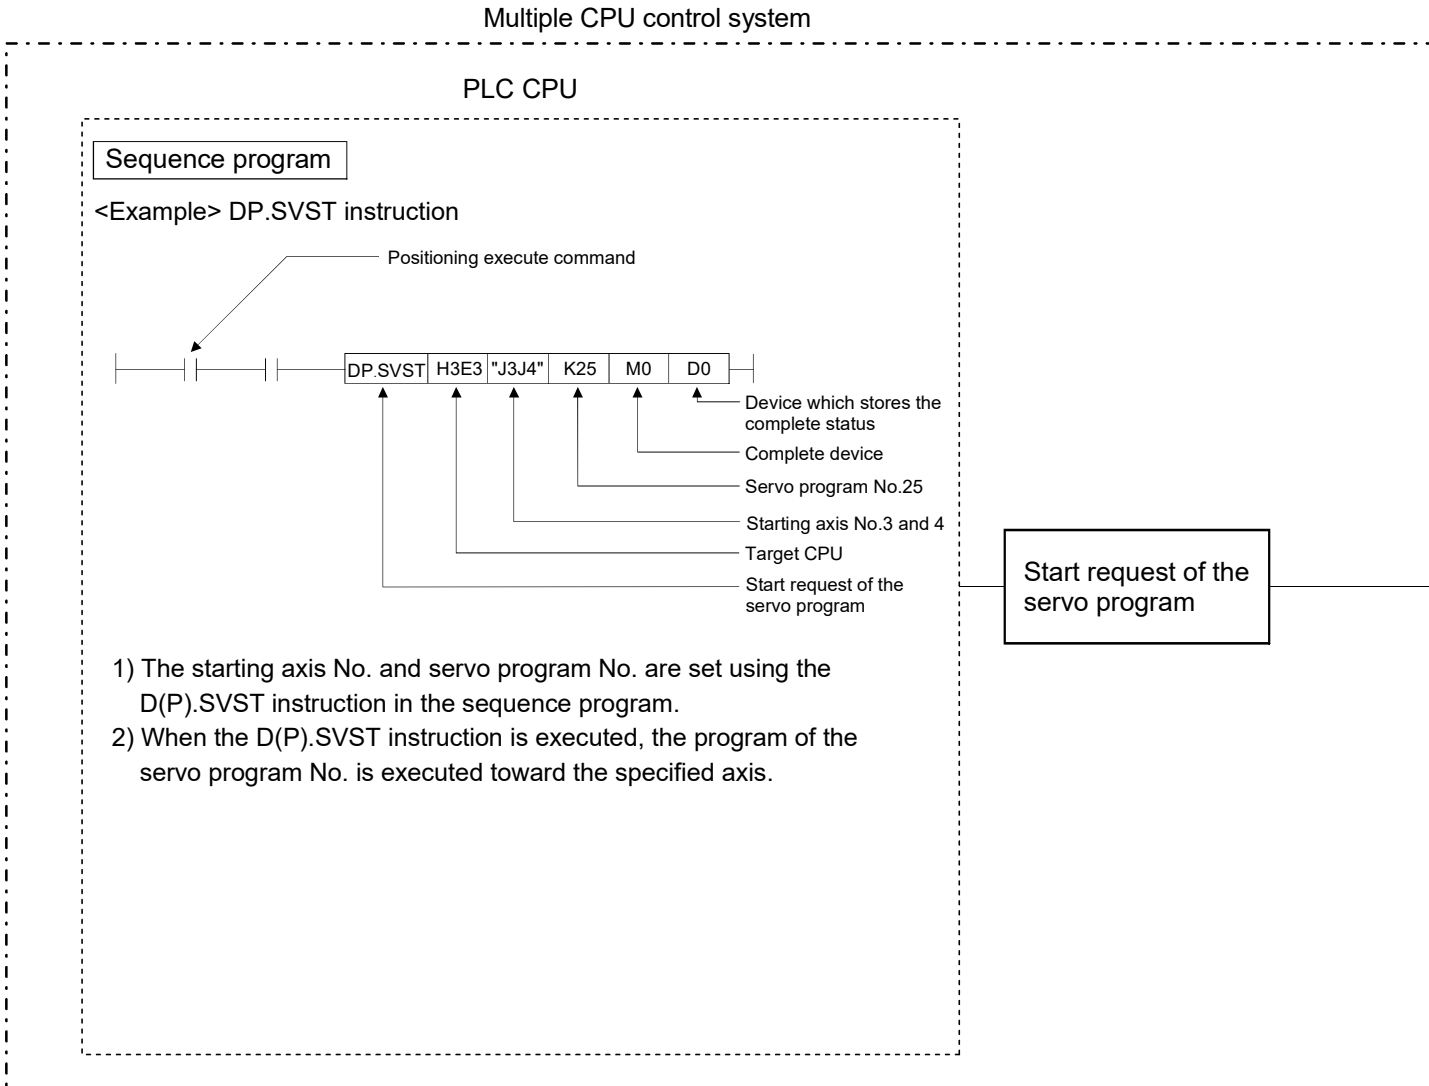 Multiple CPU control system
PLC CPU
Sequence program
<Example> DP.SVST instruction
Positioning execute command
DP.SVST H3E3 "J3J4" K25 M0 D0
Device which stores the
complete status
Complete device
Servo program No.25
Starting axis No.3 and 4
Target CPU
Start request of the
servo program
Start request of the
servo program
1) The starting axis No. and servo program No. are set using the
D(P).SVST instruction in the sequence program.
2) When the D(P).SVST instruction is executed, the program of the
servo program No. is executed toward the specified axis.